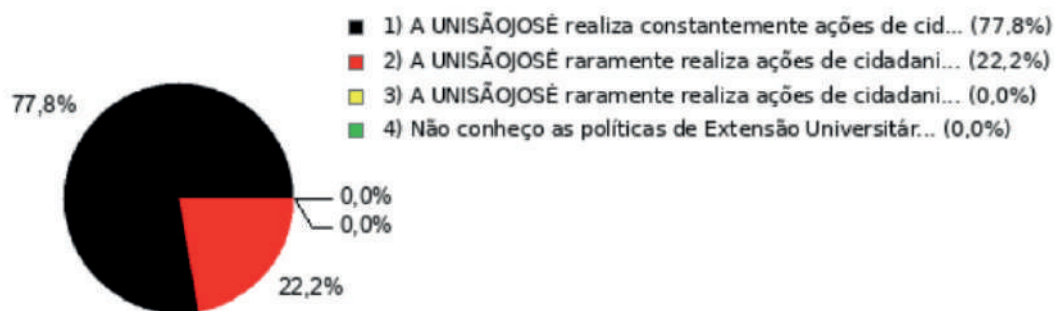 1) A UNISÃOJOSÉ realiza constantemente ações de cid... (77,8%)
2) A UNISÃOJOSÉ raramente realiza ações de cidadani... (22,2%)
3) A UNISÃOJOSÉ raramente realiza ações de cidadani... (0,0%)
4) Não conheço as políticas de Extensão Universitár... (0,0%)
77,8%
0,0%
0,0%
22,2%